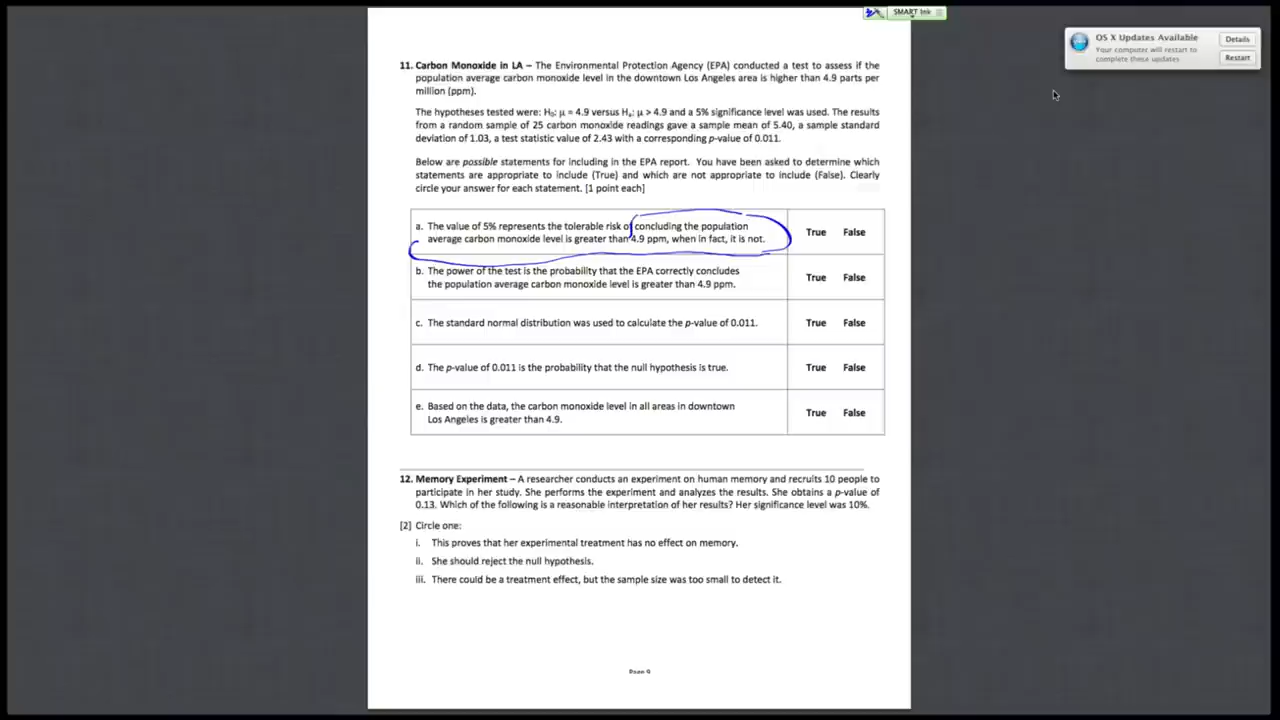 SMART Ink
OS X Updates Available
Your computer will restart to
complete these updates
Details
Restart
11. Carbon Monoxide in LA – The Environmental Protection Agency (EPA) conducted a test to assess if the
population average carbon monoxide level in the downtown Los Angeles area is higher than 4.9 parts per
million (ppm).
The hypotheses tested were: H₀: μ = 4.9 versus Hₐ: μ > 4.9 and a 5% significance level was used. The results
from a random sample of 25 carbon monoxide readings gave a sample mean of 5.40, a sample standard
deviation of 1.03, a test statistic value of 2.43 with a corresponding p-value of 0.011.
Below are possible statements for including in the EPA report. You have been asked to determine which
statements are appropriate to include (True) and which are not appropriate to include (False). Clearly
circle your answer for each statement. [1 point each]
a. The value of 5% represents the tolerable risk of concluding the population
average carbon monoxide level is greater than 4.9 ppm, when in fact, it is not.
True False
b. The power of the test is the probability that the EPA correctly concludes
the population average carbon monoxide level is greater than 4.9 ppm.
True False
c. The standard normal distribution was used to calculate the p-value of 0.011.
True False
d. The p-value of 0.011 is the probability that the null hypothesis is true.
True False
e. Based on the data, the carbon monoxide level in all areas in downtown
Los Angeles is greater than 4.9.
True False
12. Memory Experiment – A researcher conducts an experiment on human memory and recruits 10 people to
participate in her study. She performs the experiment and analyzes the results. She obtains a p-value of
0.13. Which of the following is a reasonable interpretation of her results? Her significance level was 10%.
[2] Circle one:
i. This proves that her experimental treatment has no effect on memory.
ii. She should reject the null hypothesis.
iii. There could be a treatment effect, but the sample size was too small to detect it.
Page 9